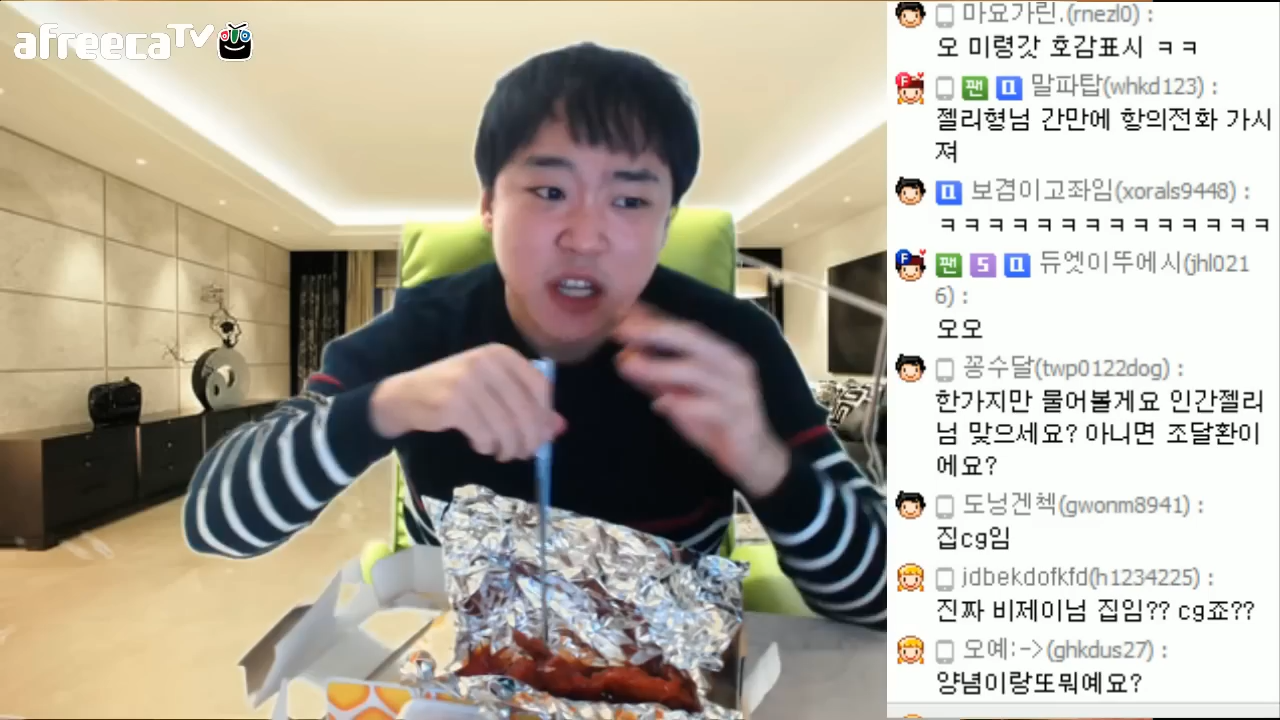 afreecaTV
마요가린.(rnezl0) :
오 미령갓 호감표시 ㅋㅋ
팬 말파탑(whkd123) :
젤리형님 간만에 항의전화 가시
져
보겸이고좌임(xorals9448) :
ㅋㅋㅋㅋㅋㅋㅋㅋㅋㅋㅋㅋㅋㅋ
팬 S 듀엣이뚜에시(jhl021
6) :
오오
꽁수달(twp0122dog) :
한가지만 물어볼게요 인간젤리
님 맞으세요? 아니면 조달환이
에요?
도넝겐첵(gwonm8941) :
집cg임
jdbekdofkfd(h1234225) :
진짜 비제이님 집임?? cg죠??
오예:->(ghkdus27) :
양념이랑또뭐예요?